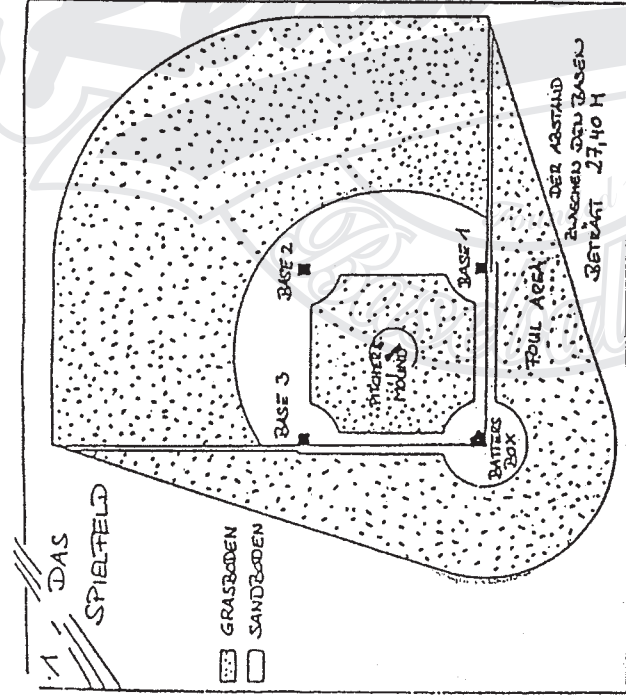 .1
DAS
SPIELFELD
GRASBODEN
SANDBODEN
BASE 3
BASE 2
PITCHERS
MOUND
BATTERS
BOX
BASE 1
FOUL AREA
DER ABSTAND
ZWISCHEN DEN BASEN
BETRÄGT 27,40 M